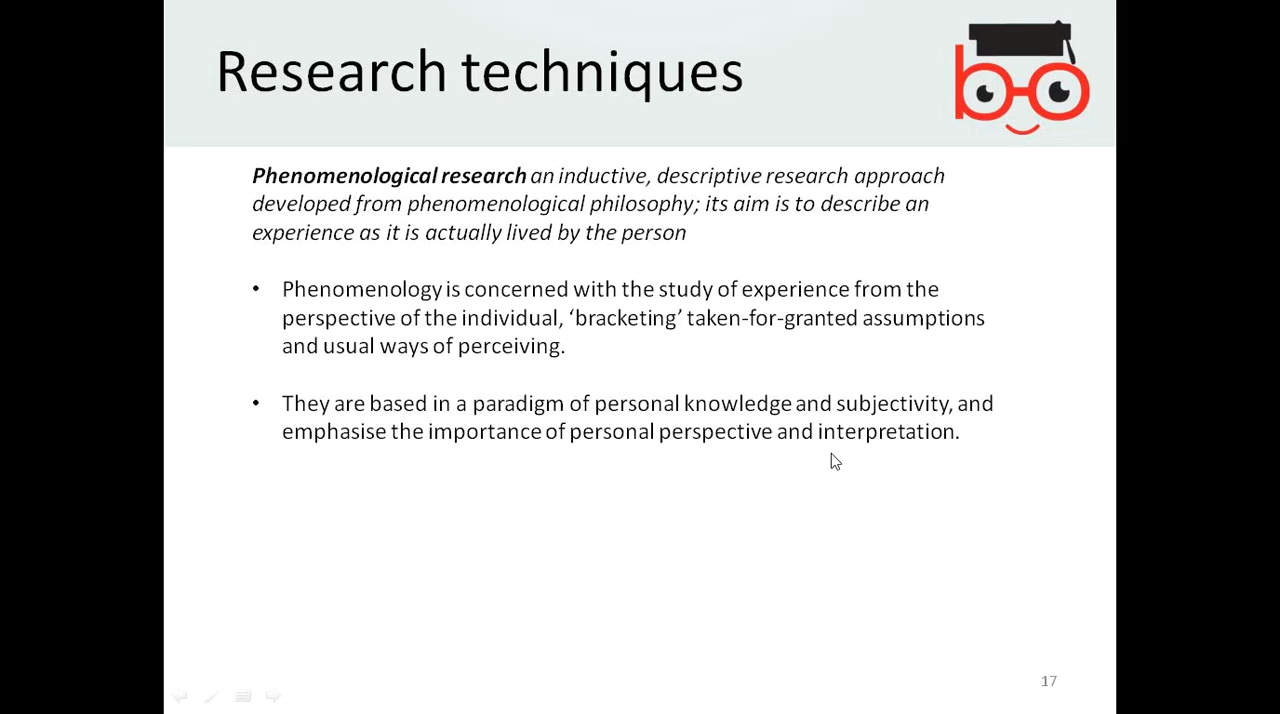 Research techniques
Phenomenological research an inductive, descriptive research approach
developed from phenomenological philosophy; its aim is to describe an
experience as it is actually lived by the person
• Phenomenology is concerned with the study of experience from the
perspective of the individual, ‘bracketing’ taken-for-granted assumptions
and usual ways of perceiving.
• They are based in a paradigm of personal knowledge and subjectivity, and
emphasise the importance of personal perspective and interpretation.
17